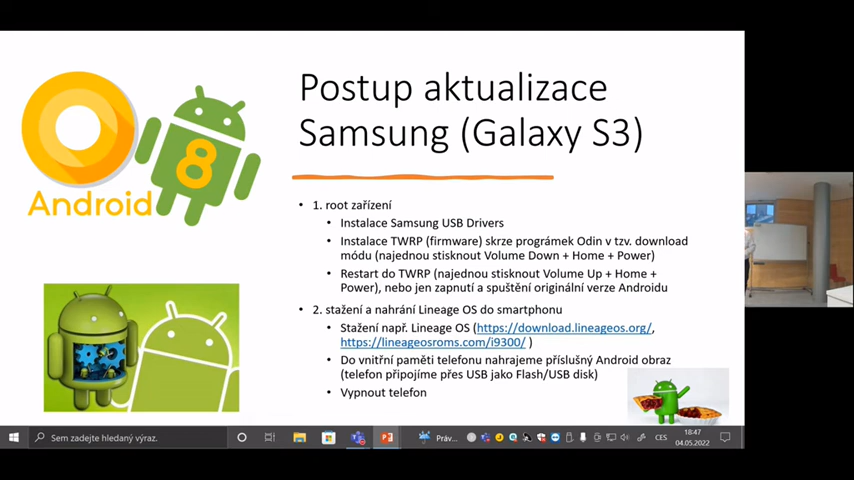 Postup aktualizace
Samsung (Galaxy S3)
8
Android
• 1. root zařízení
• Instalace Samsung USB Drivers
• Instalace TWRP (firmware) skrze prográmek Odin v tzv. download
módu (najednou stisknout Volume Down + Home + Power)
• Restart do TWRP (najednou stisknout Volume Up + Home +
Power), nebo jen zapnutí a spuštění originální verze Androidu
• 2. stažení a nahrání Lineage OS do smartphonu
• Stažení např. Lineage OS (https://download.lineageos.org/,
https://lineageosroms.com/i9300/ )
• Do vnitřní paměti telefonu nahrajeme příslušný Android obraz
(telefon připojíme přes USB jako Flash/USB disk)
• Vypnout telefon
Sem zadejte hledaný výraz.
Práv...
CES
18:47
04.05.2022